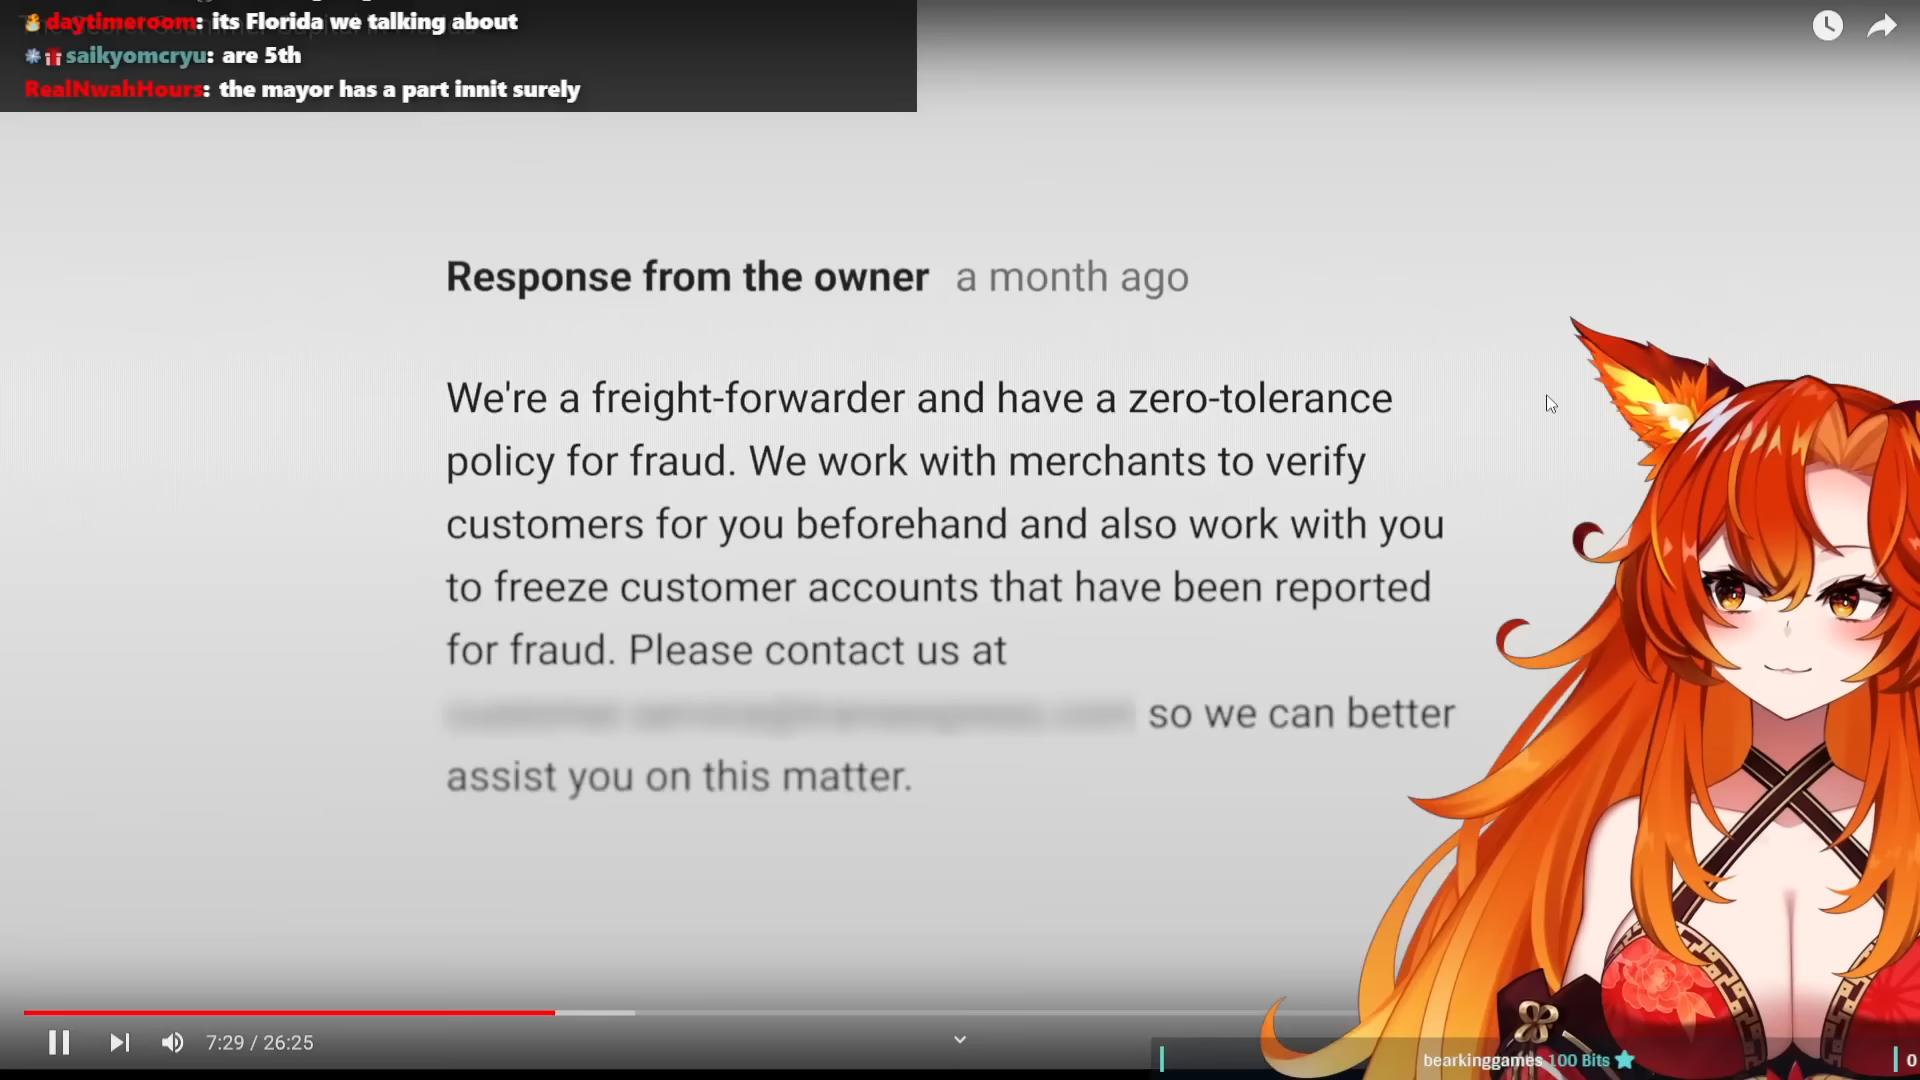 daytimeroom: its Florida we talking about
saikyomcryu: are 5th
RealNwahHours: the mayor has a part innit surely
Response from the owner a month ago
We're a freight-forwarder and have a zero-tolerance
policy for fraud. We work with merchants to verify
customers for you beforehand and also work with you
to freeze customer accounts that have been reported
for fraud. Please contact us at
so we can better
assist you on this matter.
7:29 / 26:25
bearkinggames 100 Bits
0